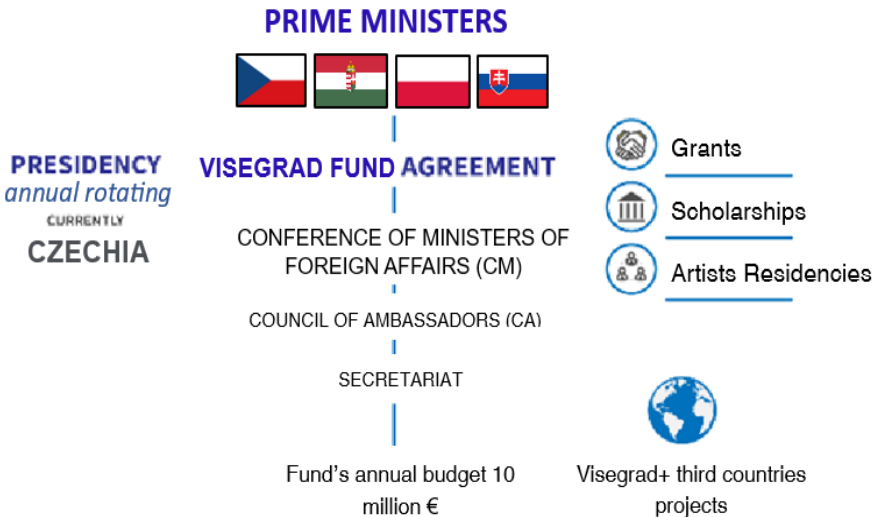 PRIME MINISTERS
PRESIDENCY
annual rotating
CURRENTLY
CZECHIA
VISEGRAD FUND AGREEMENT
CONFERENCE OF MINISTERS OF
FOREIGN AFFAIRS (CM)
COUNCIL OF AMBASSADORS (CA)
SECRETARIAT
Fund's annual budget 10
million €
Grants
Scholarships
Artists Residencies
Visegrad+ third countries
projects